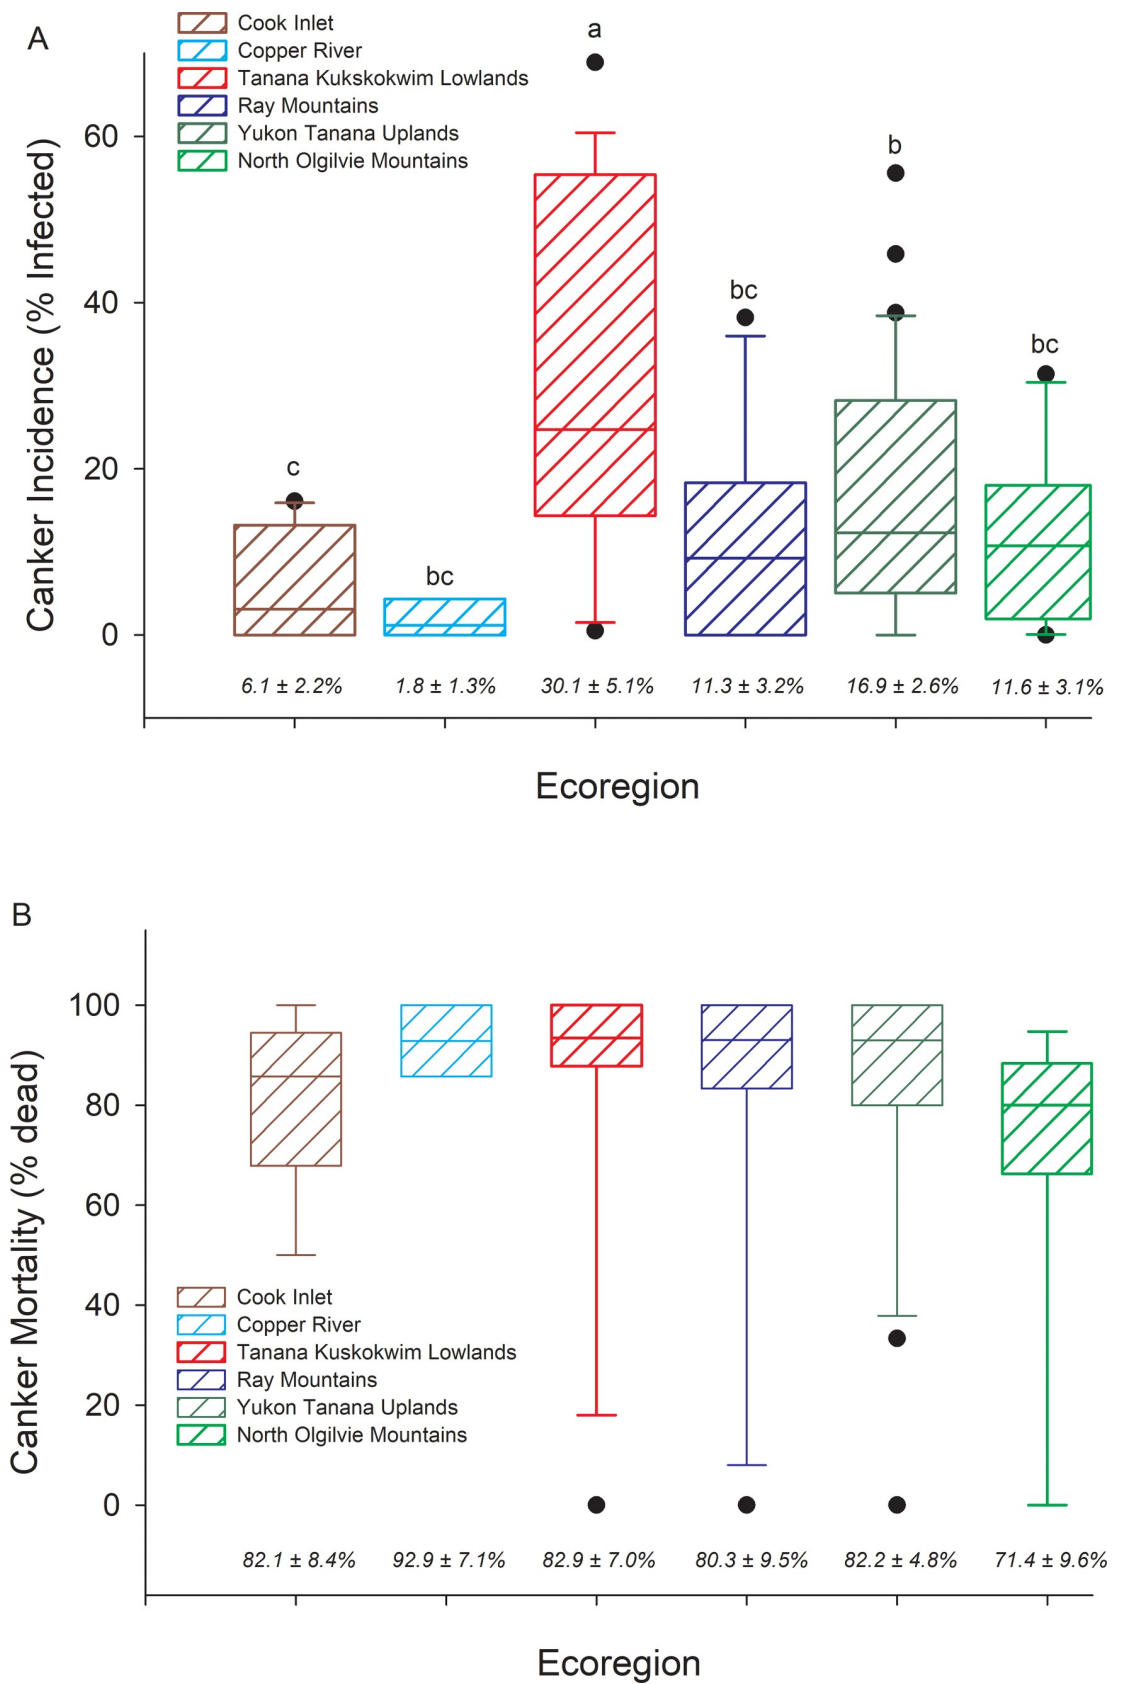 A
Cook Inlet
Copper River
Tanana Kukskokwim Lowlands
Ray Mountains
Yukon Tanana Uplands
North Olgilvie Mountains
Canker Incidence (% Infected)
60
40
20
0
c
bc
a
bc
b
bc
6.1 ± 2.2%
1.8 ± 1.3%
30.1 ± 5.1%
11.3 ± 3.2%
16.9 ± 2.6%
11.6 ± 3.1%
Ecoregion
B
Canker Mortality (% dead)
100
80
60
40
20
0
Cook Inlet
Copper River
Tanana Kuskokwim Lowlands
Ray Mountains
Yukon Tanana Uplands
North Olgilvie Mountains
82.1 ± 8.4%
92.9 ± 7.1%
82.9 ± 7.0%
80.3 ± 9.5%
82.2 ± 4.8%
71.4 ± 9.6%
Ecoregion